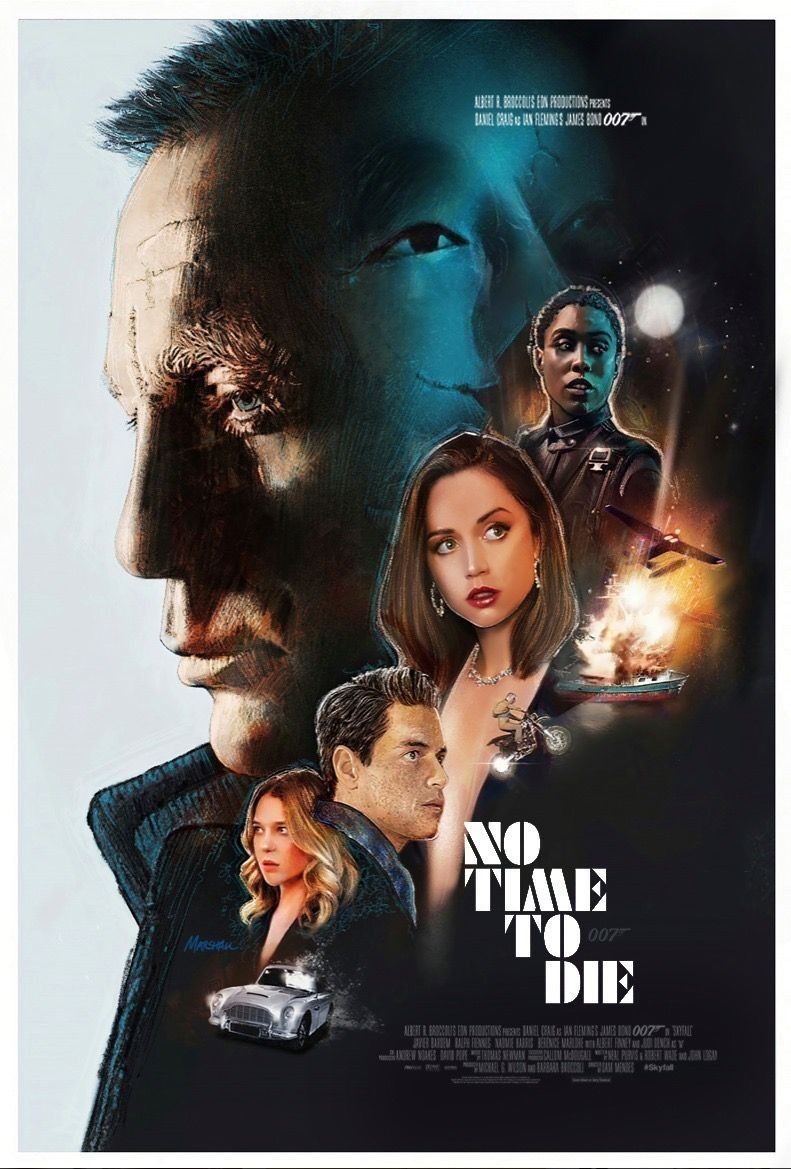 ALBERT R. BROCCOLI'S EON PRODUCTIONS PRESENTS
DANIEL CRAIG AS IAN FLEMING'S JAMES BOND 007 IN
NO
TIME
TO 007
DIE
MARSHALL
ALBERT R. BROCCOLI'S EON PRODUCTIONS PRESENTS DANIEL CRAIG AS IAN FLEMING'S JAMES BOND 007 IN "SKYFALL"
JAVIER BARDEM RALPH FIENNES NAOMIE HARRIS BÉRÉNICE MARLOHE WITH ALBERT FINNEY AND JUDI DENCH AS "M"
ANDREW NOAKES DAVID POPE THOMAS NEWMAN CALLUM McDOUGALL NEAL PURVIS & ROBERT WADE AND JOHN LOGAN
MICHAEL G. WILSON AND BARBARA BROCCOLI SAM MENDES #Skyfall